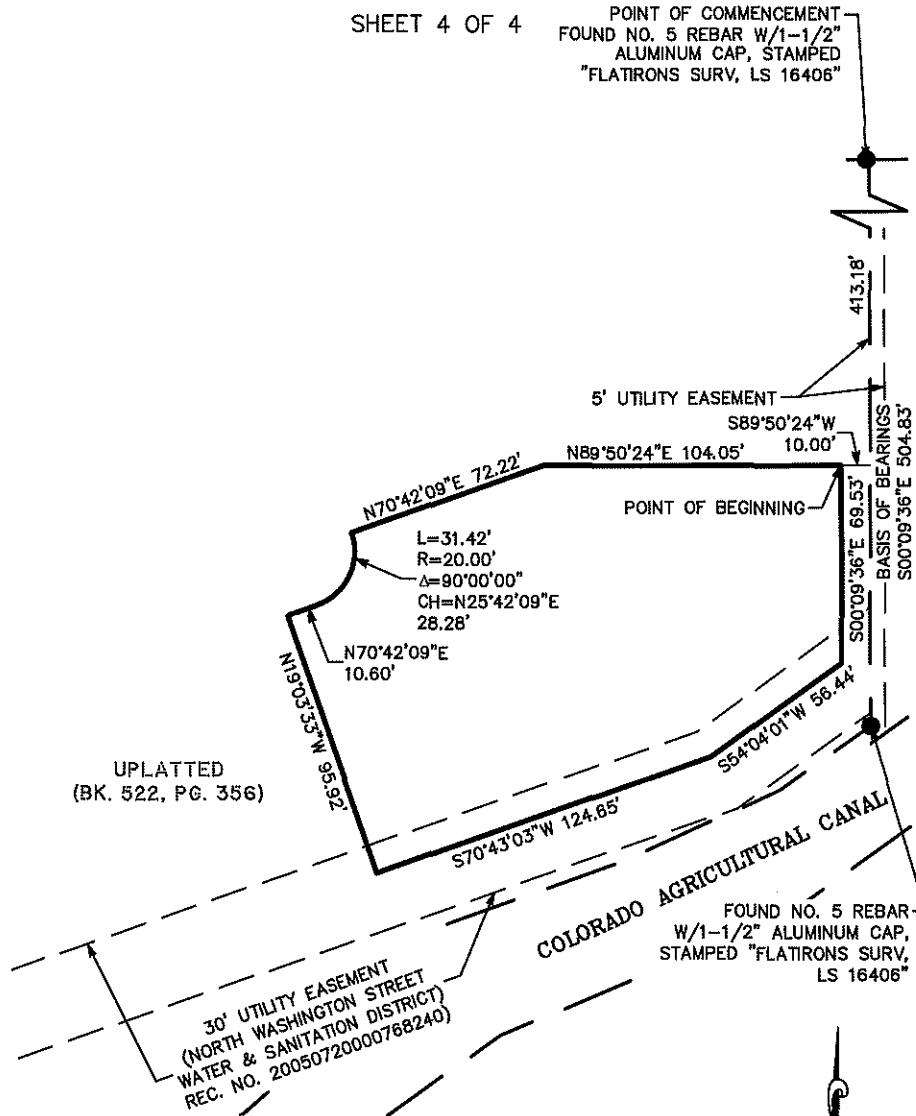 SHEET 4 OF 4
POINT OF COMMENCEMENT
FOUND NO. 5 REBAR W/1-1/2"
ALUMINUM CAP, STAMPED
"FLATIRONS SURV, LS 16406"
413.18'
5' UTILITY EASEMENT
S89°50'24"W
10.00'
BASIS OF BEARINGS
S00°09'36"E 504.83'
N89°50'24"E 104.05'
N70°42'09"E 72.22'
POINT OF BEGINNING
S00°09'36"E 69.53'
L=31.42'
R=20.00'
Δ=90°00'00"
CH=N25°42'09"E
28.28'
N70°42'09"E
10.60'
N19°03'33"W 95.92'
S54°04'01"W 56.44'
S70°43'03"W 124.65'
UPLATTED
(BK. 522, PG. 356)
COLORADO AGRICULTURAL CANAL
FOUND NO. 5 REBAR
W/1-1/2" ALUMINUM CAP,
STAMPED "FLATIRONS SURV,
LS 16406"
30' UTILITY EASEMENT
(NORTH WASHINGTON STREET
WATER & SANITATION DISTRICT)
REC. NO. 20050720000768240)